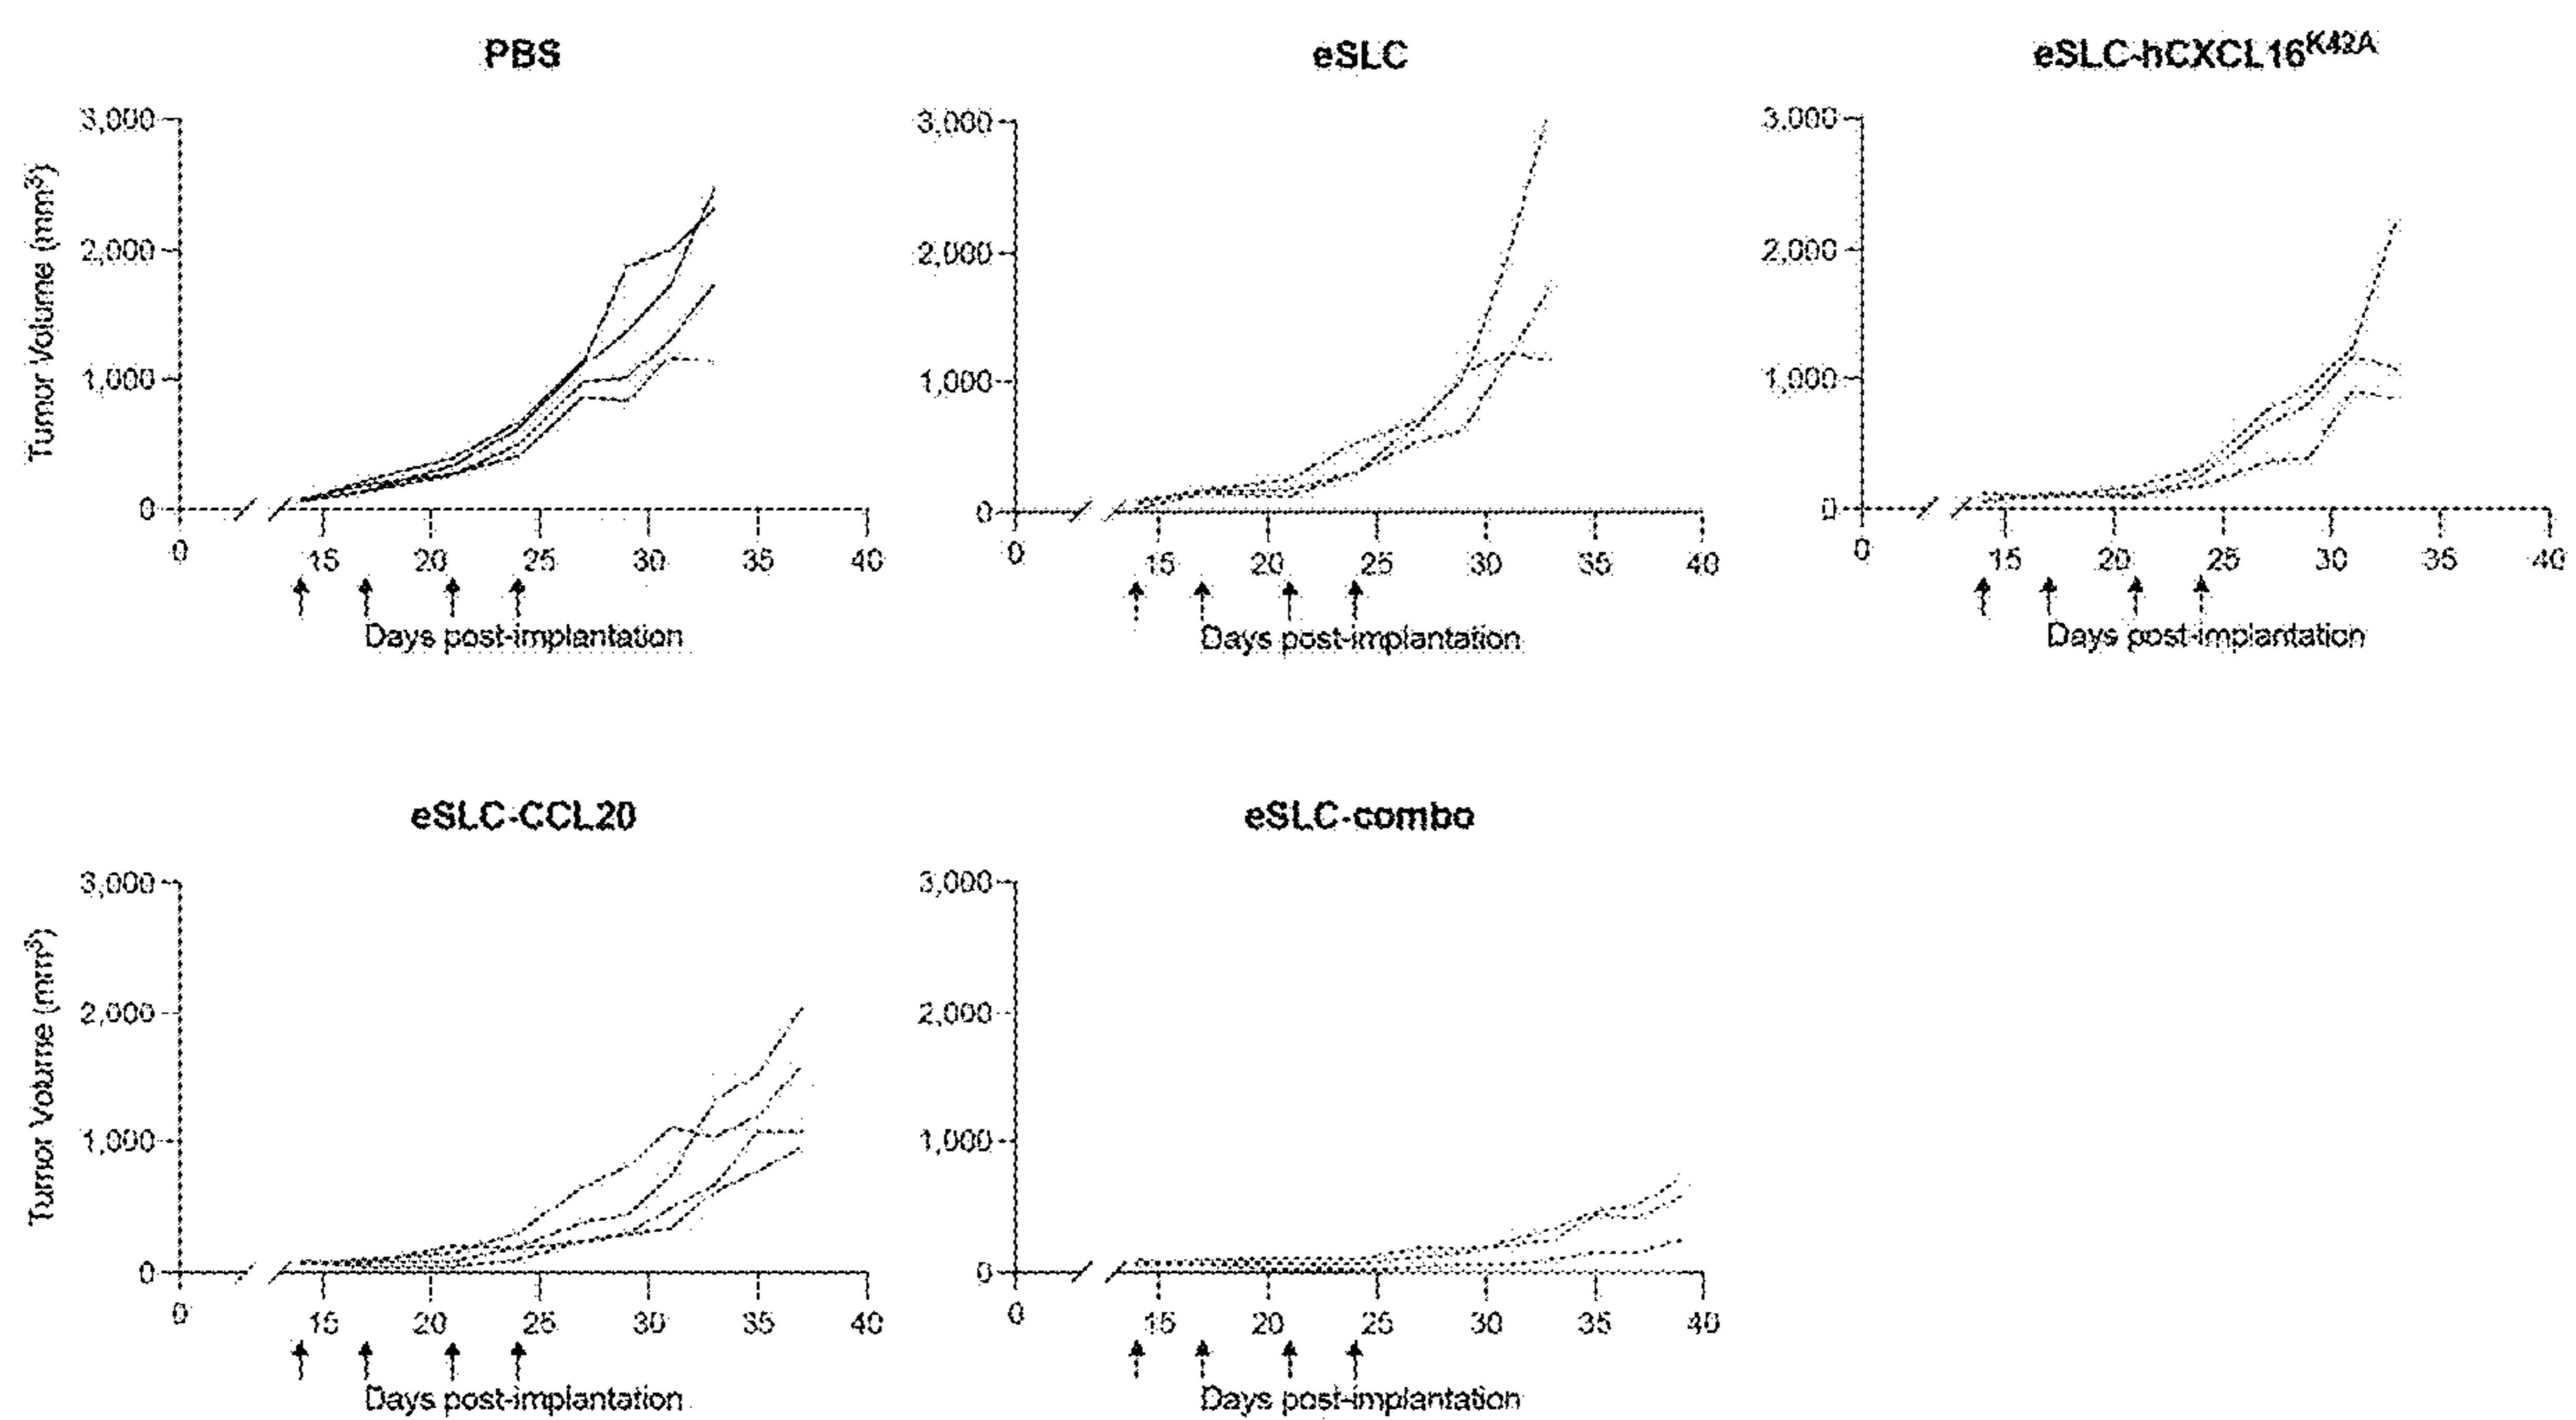 PBS
eSLC
eSLC-hCXCL16K42A
Tumor Volume (mm3)
3,000
2,000
1,000
0
0 15 20 25 30 35 40
Days post-implantation
3,000
2,000
1,000
0
0 15 20 25 30 35 40
Days post-implantation
3,000
2,000
1,000
0
0 15 20 25 30 35 40
Days post-implantation
eSLC-CCL20
eSLC-combo
Tumor Volume (mm3)
3,000
2,000
1,000
0
0 15 20 25 30 35 40
Days post-implantation
3,000
2,000
1,000
0
0 15 20 25 30 35 40
Days post-implantation